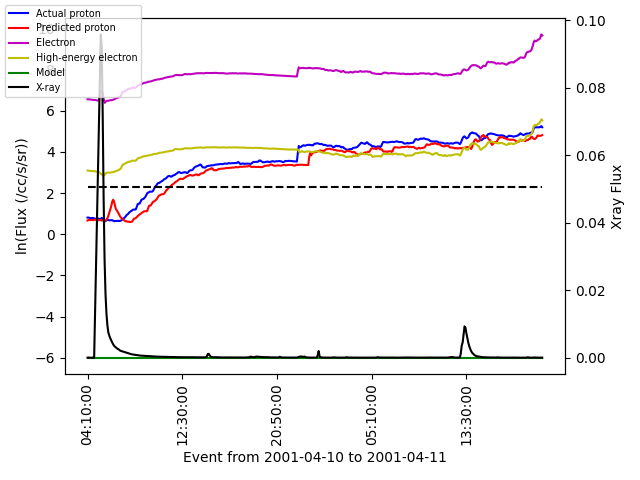 Actual proton
Predicted proton
Electron
High-energy electron
Model
X-ray
ln(Flux (/cc/s/sr))
6
4
2
0
−2
−4
−6
0.10
0.08
0.06
0.04
0.02
0.00
Xray Flux
04:10:00
12:30:00
20:50:00
05:10:00
13:30:00
Event from 2001-04-10 to 2001-04-11